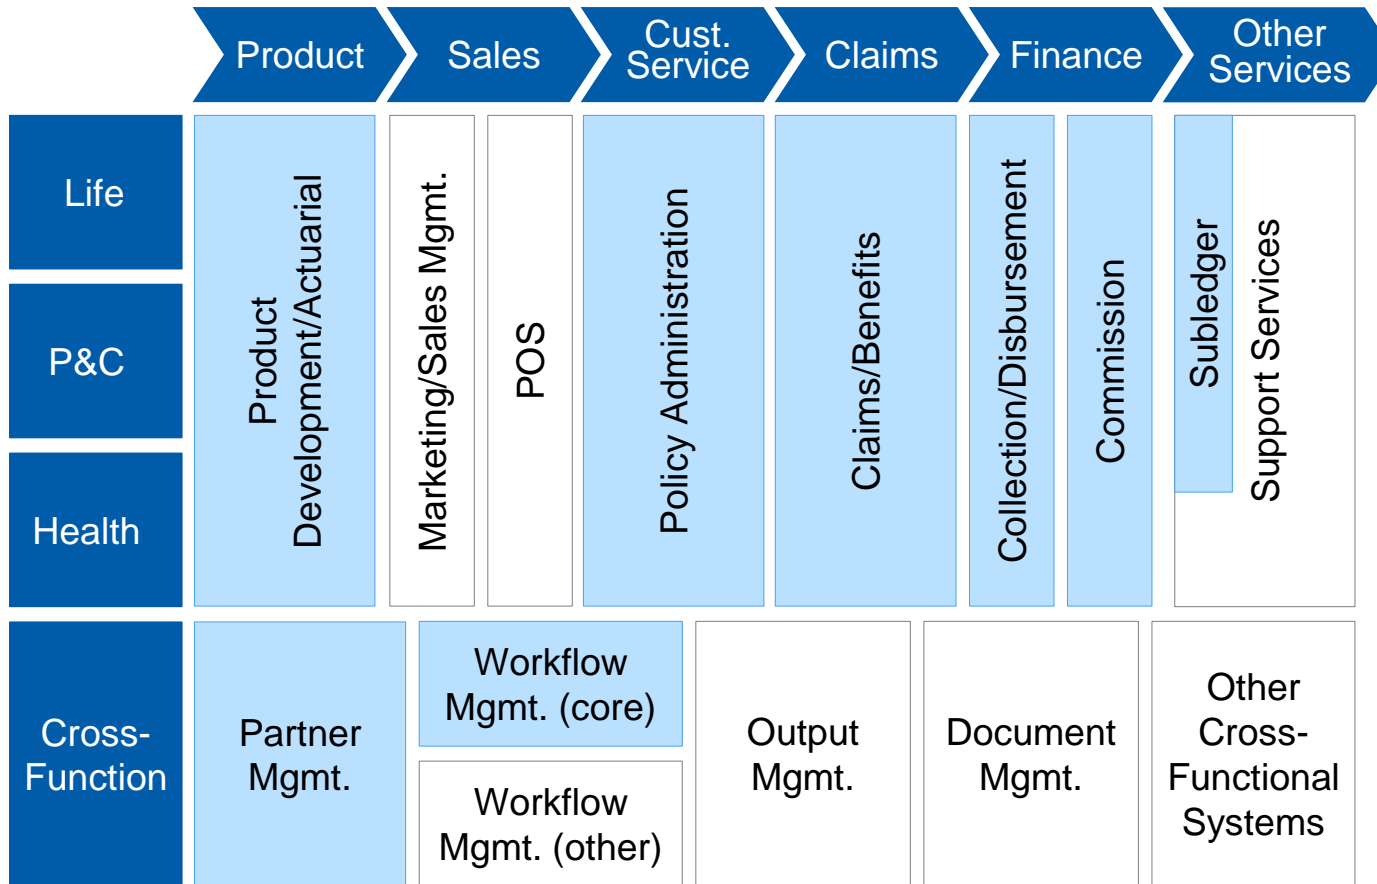 Product
Sales
Cust.
Service
Claims
Finance
Other
Services
Life
P&C
Health
Product
Development/Actuarial
Marketing/Sales Mgmt.
POS
Policy Administration
Claims/Benefits
Collection/Disbursement
Commission
Subledger
Support Services
Cross-
Function
Partner
Mgmt.
Workflow
Mgmt. (core)
Workflow
Mgmt. (other)
Output
Mgmt.
Document
Mgmt.
Other
Cross-
Functional
Systems